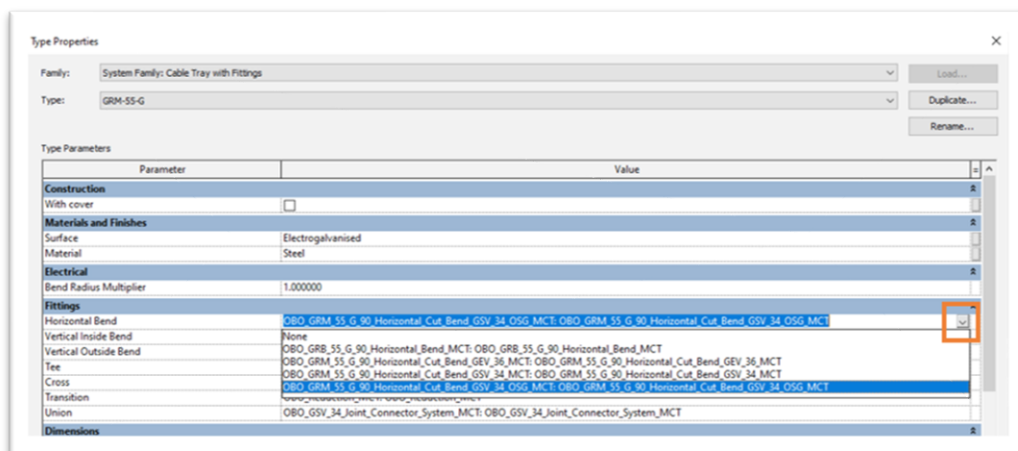 Type Properties
Family: System Family: Cable Tray with Fittings Load...
Type: GRM-55-G Duplicate...
Rename...
Type Parameters
Parameter Value =
Construction
With cover
Materials and Finishes
Surface Electrogalvanised
Material Steel
Electrical
Bend Radius Multiplier 1.000000
Fittings
Horizontal Bend OBO_GRM_55_G_90_Horizontal_Cut_Bend_GSV_34_OSG_MCT: OBO_GRM_55_G_90_Horizontal_Cut_Bend_GSV_34_OSG_MCT
Vertical Inside Bend None
Vertical Outside Bend OBO_GRB_55_G_90_Horizontal_Bend_MCT: OBO_GRB_55_G_90_Horizontal_Bend_MCT
Tee OBO_GRM_55_G_90_Horizontal_Cut_Bend_GEV_36_MCT: OBO_GRM_55_G_90_Horizontal_Cut_Bend_GEV_36_MCT
OBO_GRM_55_G_90_Horizontal_Cut_Bend_GSV_34_MCT: OBO_GRM_55_G_90_Horizontal_Cut_Bend_GSV_34_MCT
Cross OBO_GRM_55_G_90_Horizontal_Cut_Bend_GSV_34_OSG_MCT: OBO_GRM_55_G_90_Horizontal_Cut_Bend_GSV_34_OSG_MCT
Transition
Union OBO_GSV_34_Joint_Connector_System_MCT: OBO_GSV_34_Joint_Connector_System_MCT
Dimensions